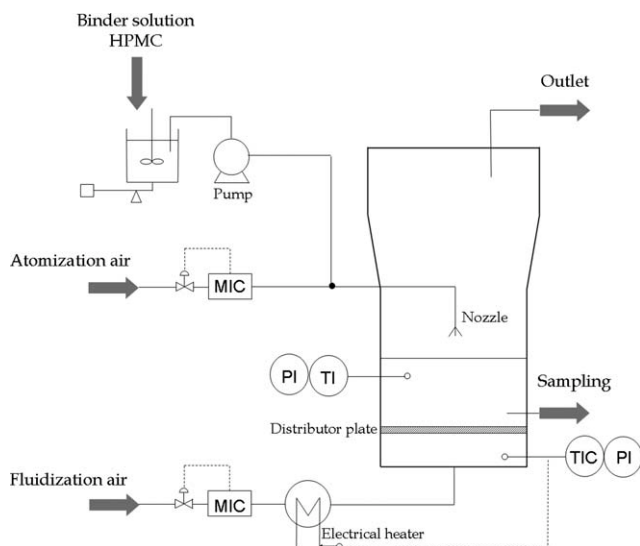 Binder solution
HPMC
Outlet
Pump
Atomization air
MIC
Nozzle
PI
TI
Sampling
Distributor plate
TIC
PI
Fluidization air
MIC
Electrical heater